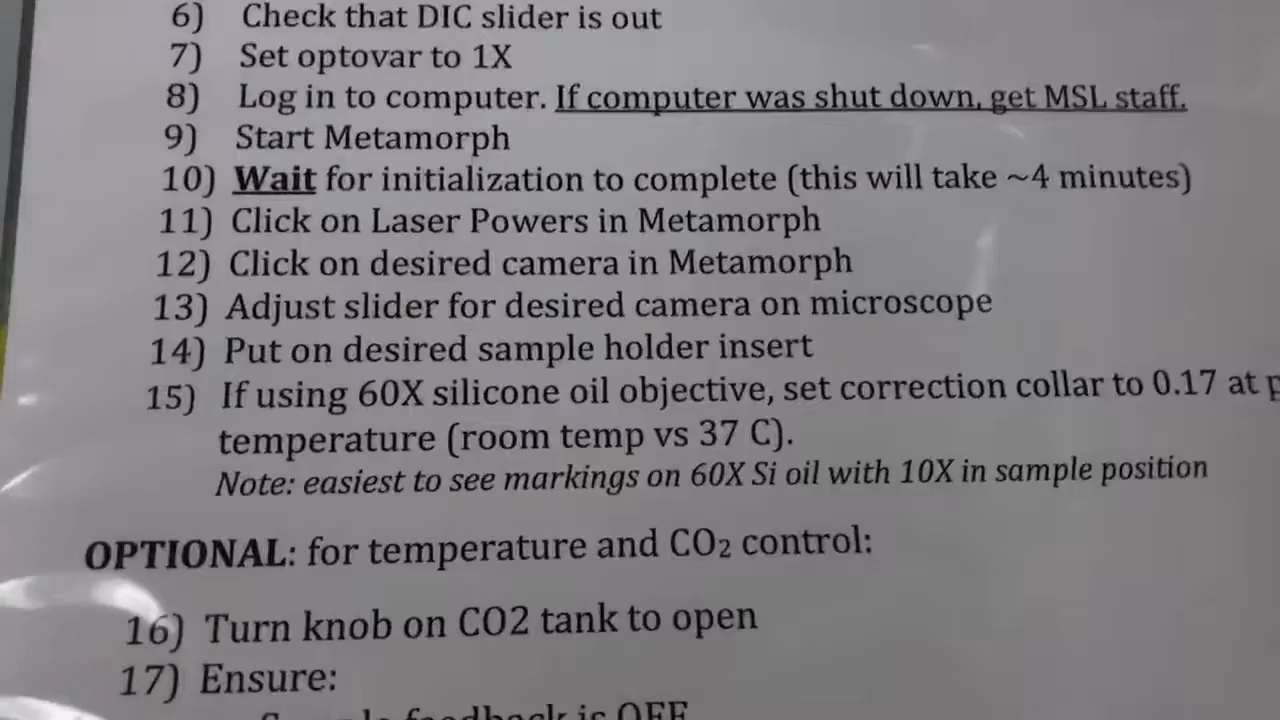 6) Check that DIC slider is out
7) Set optovar to 1X
8) Log in to computer. If computer was shut down, get MSL staff.
9) Start Metamorph
10) Wait for initialization to complete (this will take ~4 minutes)
11) Click on Laser Powers in Metamorph
12) Click on desired camera in Metamorph
13) Adjust slider for desired camera on microscope
14) Put on desired sample holder insert
15) If using 60X silicone oil objective, set correction collar to 0.17 at
temperature (room temp vs 37 C).
Note: easiest to see markings on 60X Si oil with 10X in sample position
OPTIONAL: for temperature and CO₂ control:
16) Turn knob on CO2 tank to open
17) Ensure:
feedback is OFF